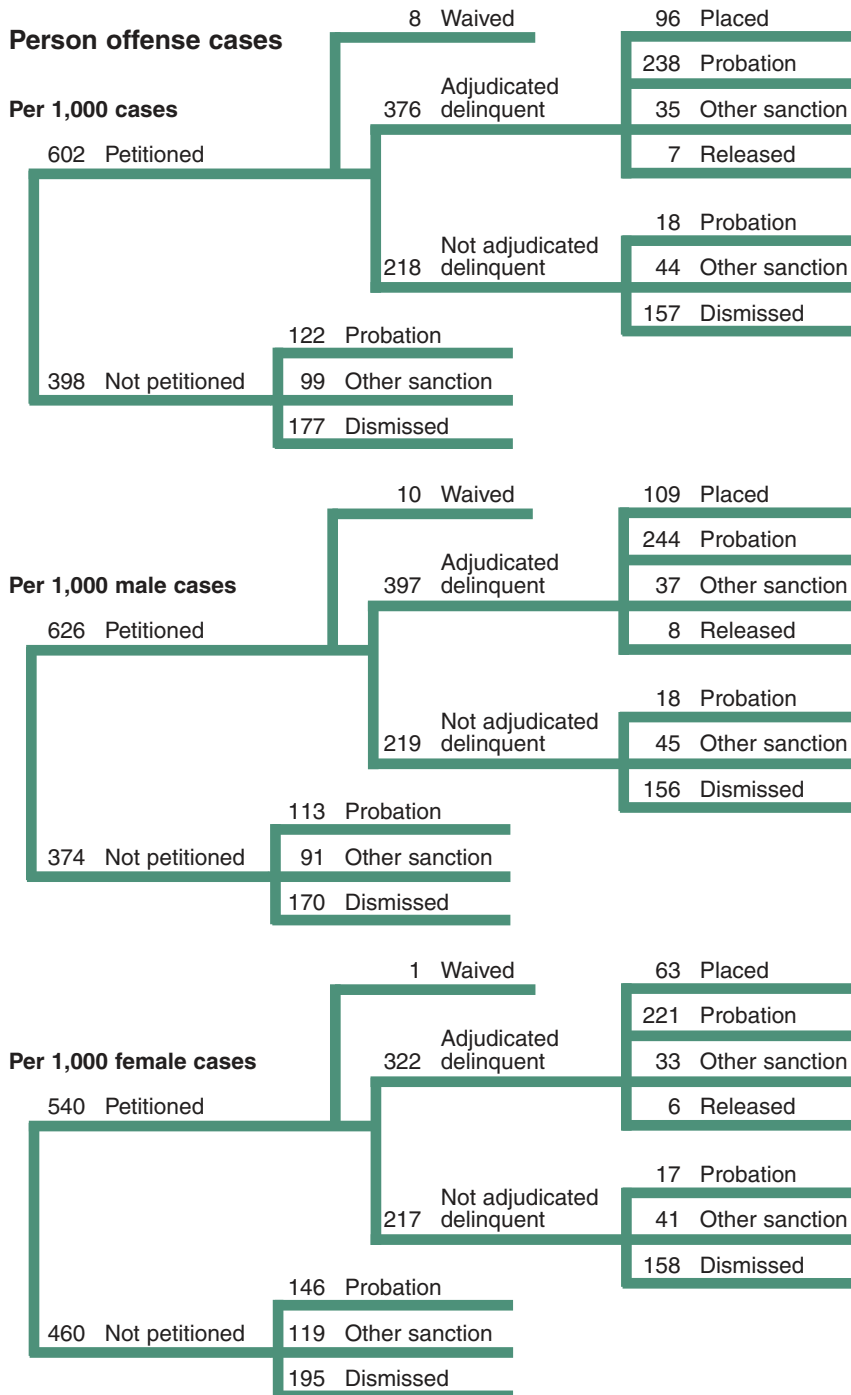 Person offense cases
8 Waived
96 Placed
238 Probation
Per 1,000 cases
376 Adjudicated
delinquent
35 Other sanction
602 Petitioned
7 Released
218 Not adjudicated
delinquent
18 Probation
44 Other sanction
157 Dismissed
122 Probation
398 Not petitioned
99 Other sanction
177 Dismissed
10 Waived
109 Placed
244 Probation
Per 1,000 male cases
397 Adjudicated
delinquent
37 Other sanction
626 Petitioned
8 Released
219 Not adjudicated
delinquent
18 Probation
45 Other sanction
156 Dismissed
113 Probation
374 Not petitioned
91 Other sanction
170 Dismissed
1 Waived
63 Placed
221 Probation
Per 1,000 female cases
322 Adjudicated
delinquent
33 Other sanction
540 Petitioned
6 Released
217 Not adjudicated
delinquent
17 Probation
41 Other sanction
158 Dismissed
146 Probation
460 Not petitioned
119 Other sanction
195 Dismissed